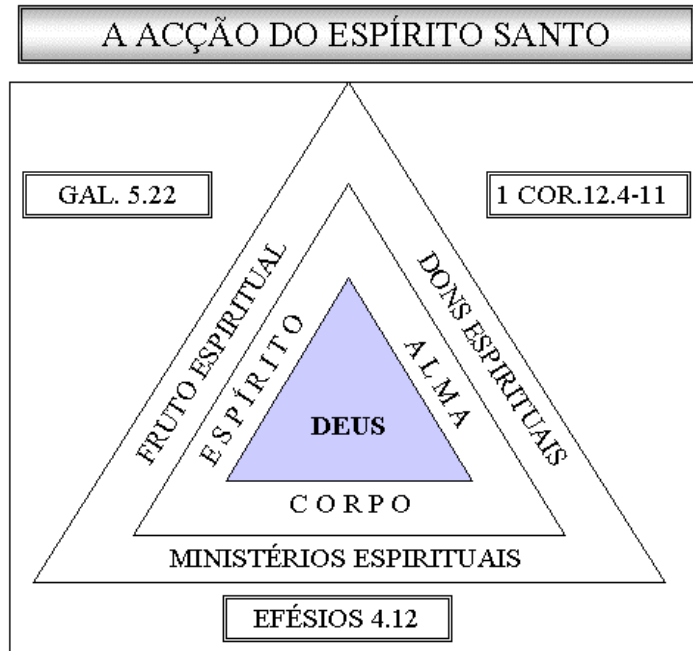 A ACÇÃO DO ESPÍRITO SANTO
GAL. 5.22
1 COR.12.4-11
FRUTO ESPIRITUAL
DONS ESPIRITUAIS
ESPÍRITO
ALMA
DEUS
CORPO
MINISTÉRIOS ESPIRITUAIS
EFÉSIOS 4.12